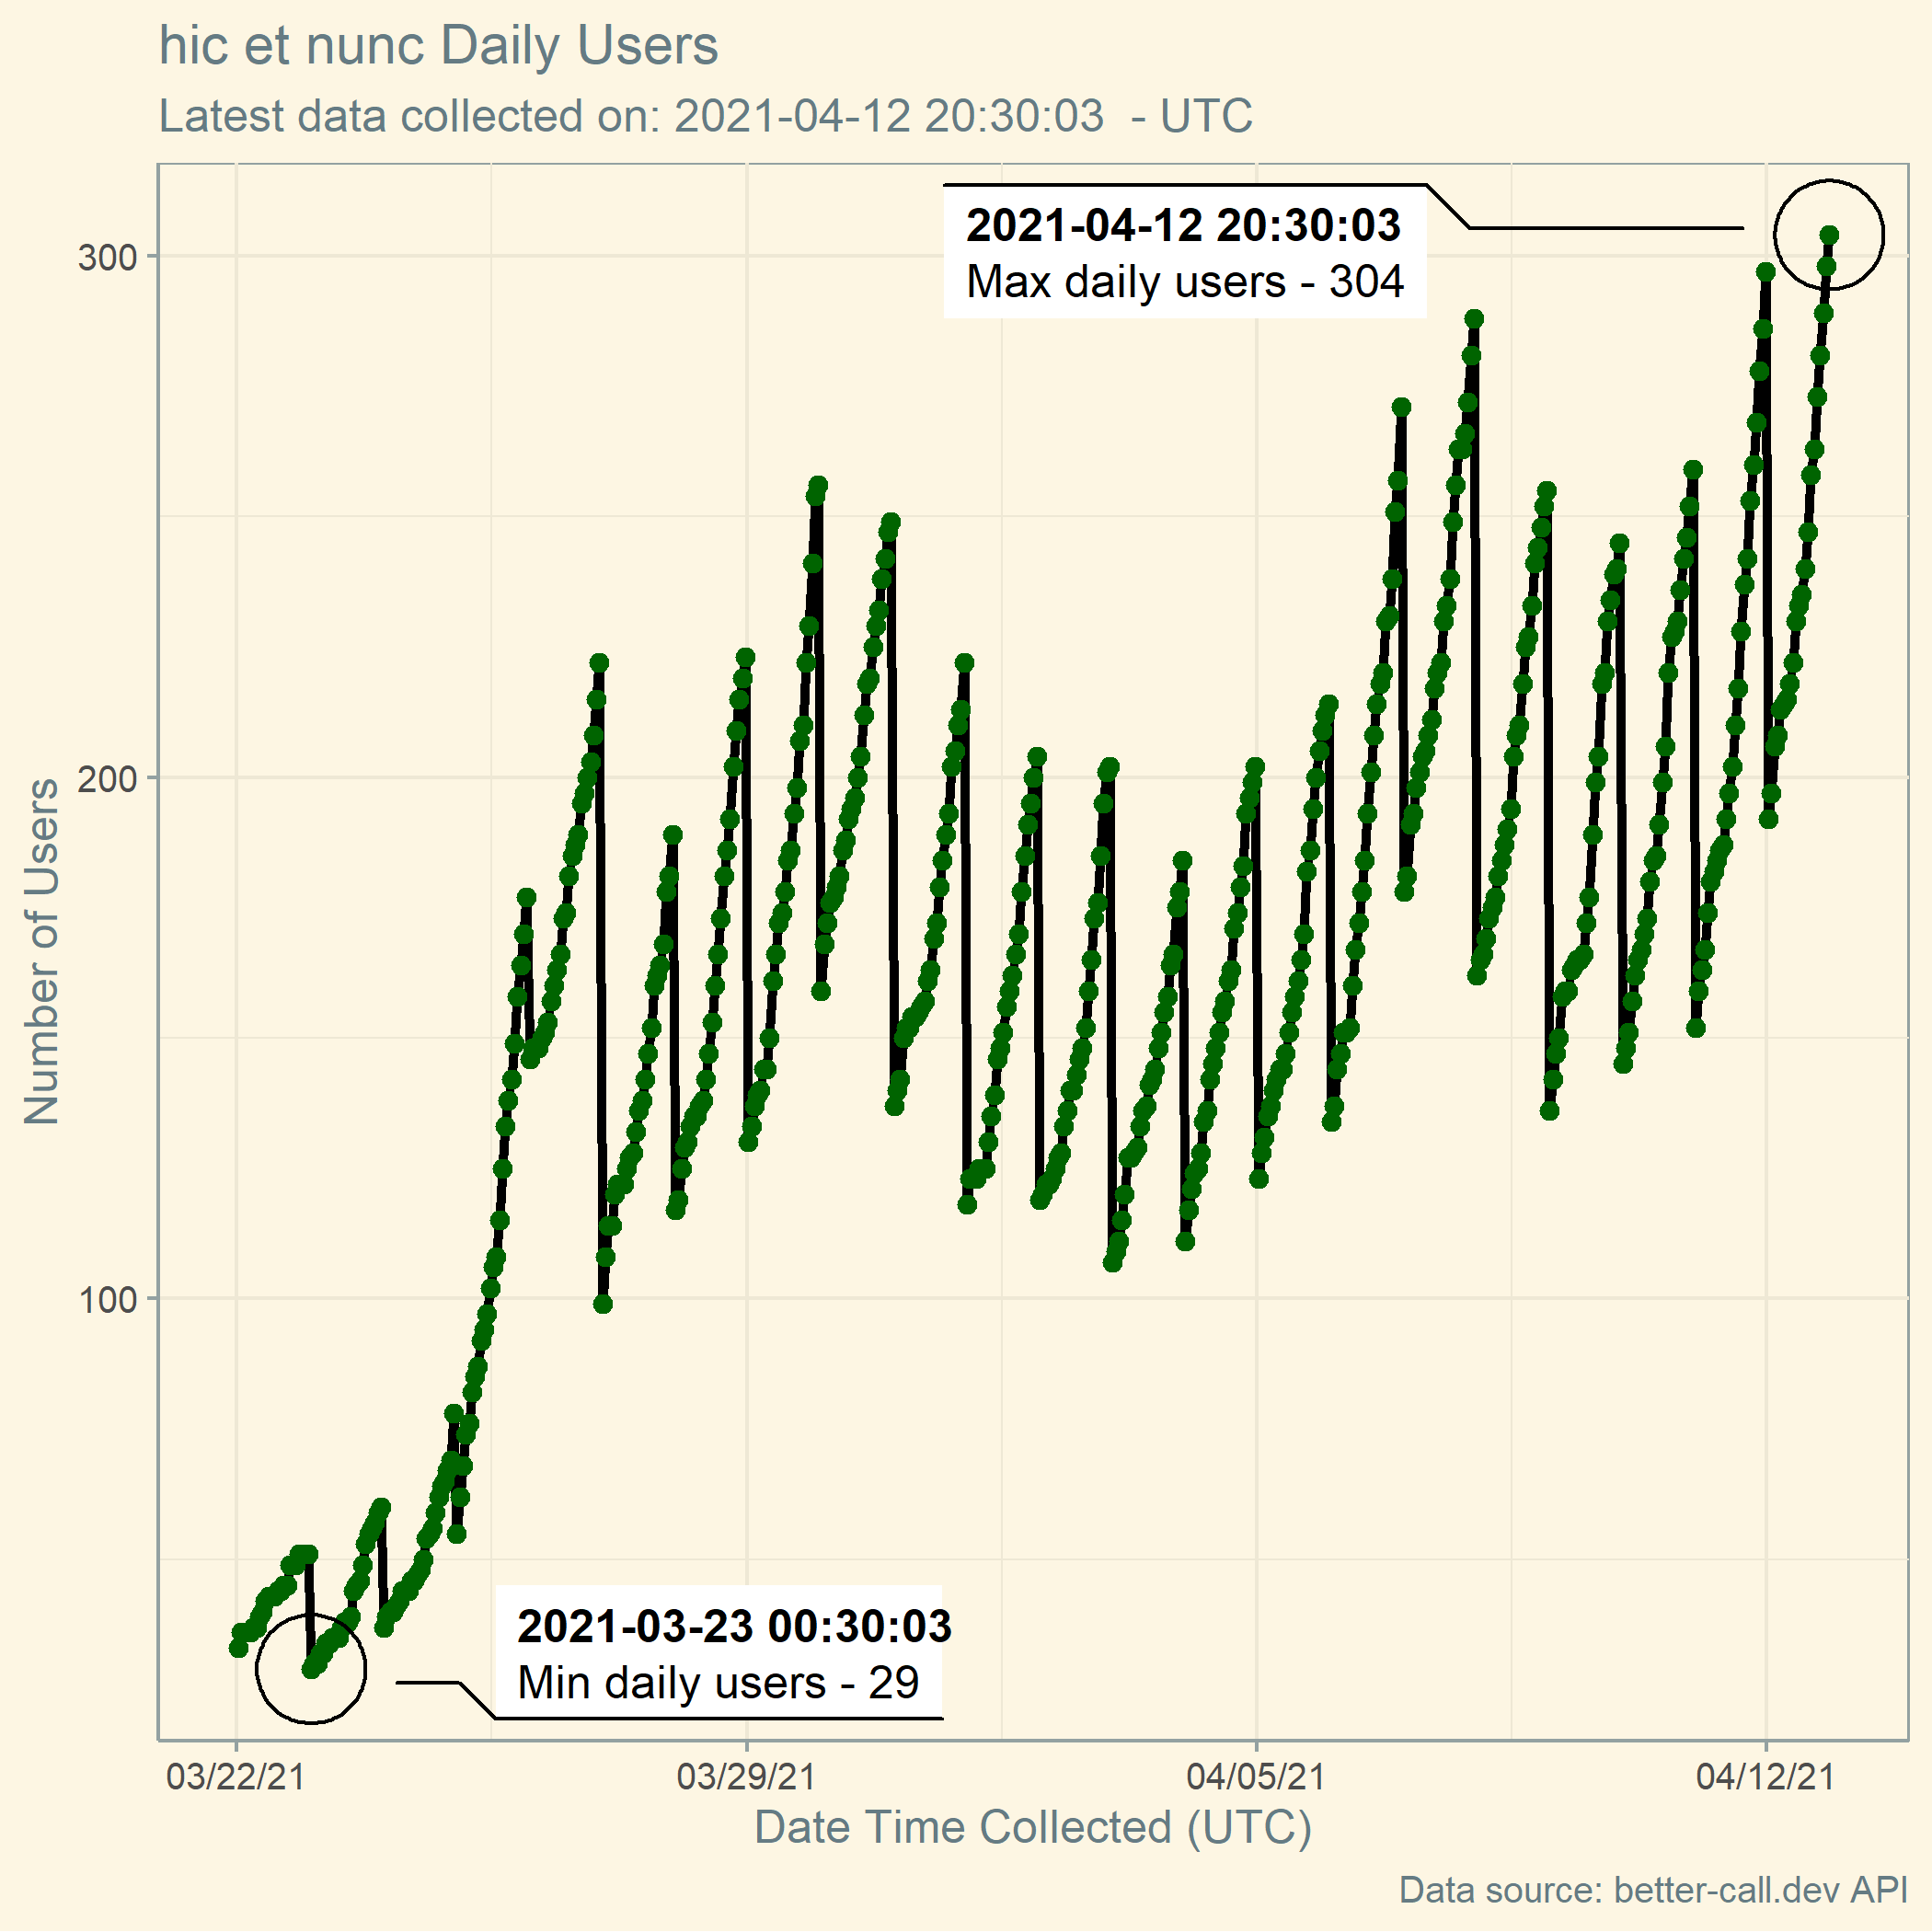 hic et nunc Daily Users
Latest data collected on: 2021-04-12 20:30:03  - UTC
2021-04-12 20:30:03
Max daily users - 304
300
200
100
Number of Users
2021-03-23 00:30:03
Min daily users - 29
03/22/21
03/29/21
04/05/21
04/12/21
Date Time Collected (UTC)
Data source: better-call.dev API